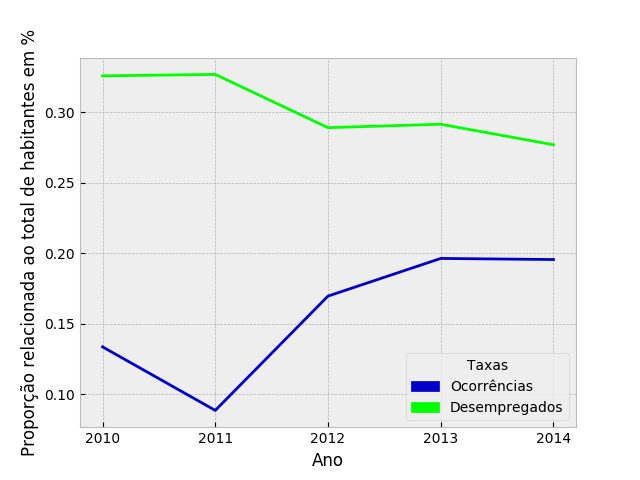 Proporção relacionada ao total de habitantes em %
0.30
0.25
0.20
0.15
0.10
Taxas
Ocorrências
Desempregados
2010 2011 2012 2013 2014
Ano